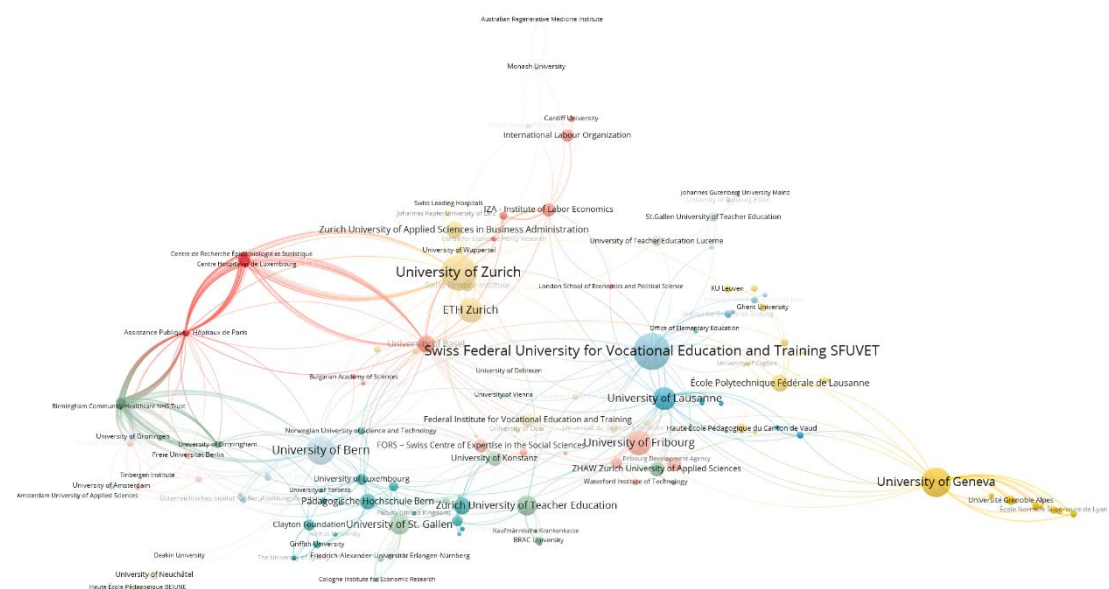 Australian Regenerative Medicine Institute
Monash University
Cardiff University
International Labour Organization
Johannes Gutenberg University Mainz
Swiss Leading Hospitals
IZA - Institute of Labor Economics
Johannes Kepler University of Linz
St.Gallen University of Teacher Education
Zurich University of Applied Sciences in Business Administration
University of Teacher Education Lucerne
University of Wuppertal
Centre de Recherche Épidémiologie et Statistique
Centre Hospitalier de Luxembourg
University of Zurich
Swiss Finance Institute
London School of Economics and Political Science
KU Leuven
Ghent University
ETH Zurich
Office of Elementary Education
Assistance Publique - Hôpitaux de Paris
University of Basel
Swiss Federal University for Vocational Education and Training SFUVET
University of Debrecen
Bulgarian Academy of Sciences
École Polytechnique Fédérale de Lausanne
University of Vienna
University of Lausanne
Birmingham Community Healthcare NHS Trust
Federal Institute for Vocational Education and Training
Haute École Pédagogique du Canton de Vaud
Norwegian University of Science and Technology
University of Groningen
University of Birmingham
FORS – Swiss Centre of Expertise in the Social Sciences
University of Fribourg
University of Bern
Freie Universität Berlin
University of Konstanz
Fribourg Development Agency
ZHAW Zurich University of Applied Sciences
Tinbergen Institute
University of Luxembourg
Waterford Institute of Technology
University of Geneva
University of Amsterdam
University of Toronto
Amsterdam University of Applied Sciences
Pädagogische Hochschule Bern
Zurich University of Teacher Education
Université Grenoble Alpes
École Normale Supérieure de Lyon
Clayton Foundation
University of St. Gallen
Kaufmännische Krankenkasse
BRAC University
Griffith University
Deakin University
Friedrich-Alexander-Universität Erlangen-Nürnberg
University of Neuchâtel
Cologne Institute for Economic Research
Haute École Pédagogique BEJUNE